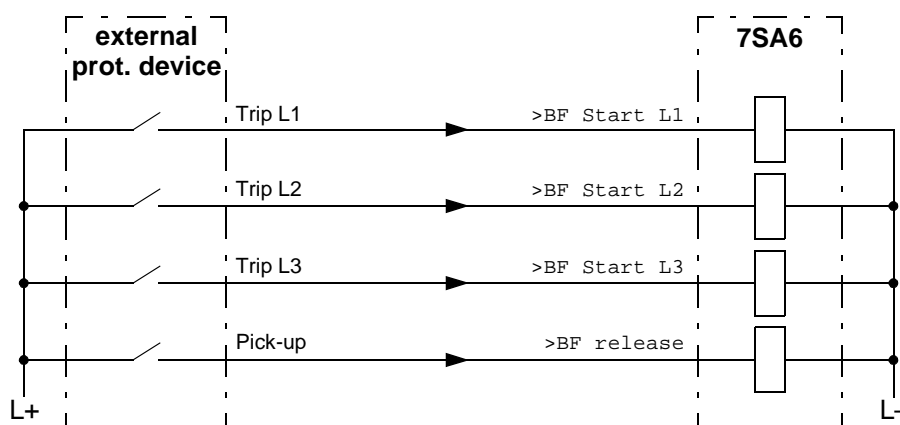 external
prot. device
7SA6
Trip L1
>BF Start L1
Trip L2
>BF Start L2
Trip L3
>BF Start L3
Pick-up
>BF release
L+
L-